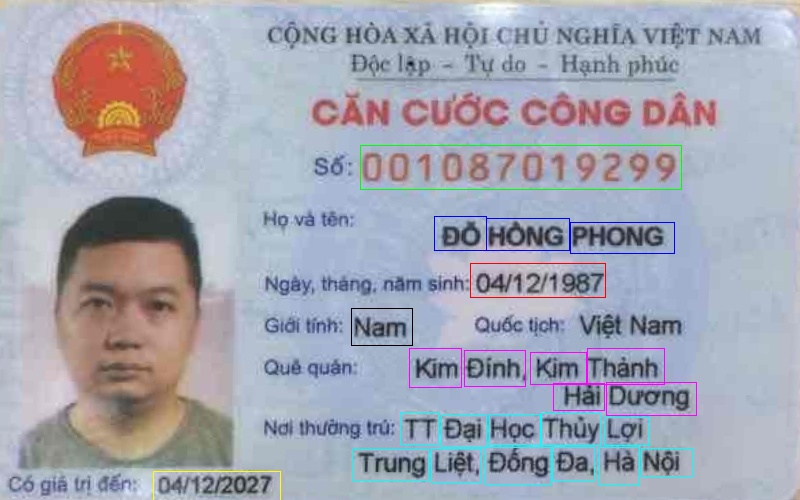 CỘNG HÒA XÃ HỘI CHỦ NGHĨA VIỆT NAM
Độc lập - Tự do - Hạnh phúc
CĂN CƯỚC CÔNG DÂN
Số: 001087019299
Họ và tên:
ĐỖ HỒNG PHONG
Ngày, tháng, năm sinh: 04/12/1987
Giới tính: Nam Quốc tịch: Việt Nam
Quê quán: Kim Đính, Kim Thành
Hải Dương
Nơi thường trú: TT Đại Học Thủy Lợi
Trung Liệt, Đống Đa, Hà Nội
Có giá trị đến: 04/12/2027